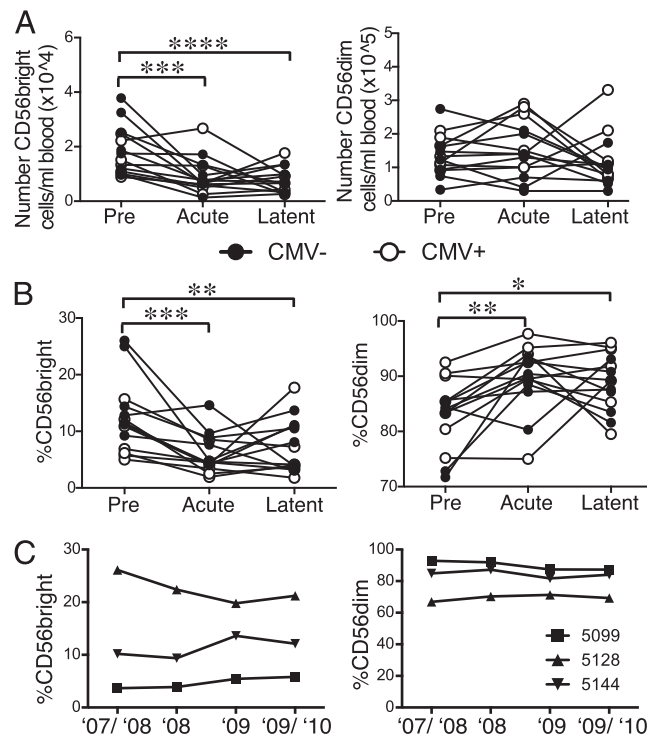 A
Number CD56bright
cells/ml blood (x10^4)
6
4
2
0
****
***
Pre Acute Latent
Number CD56dim
cells/ml blood (x10^5)
5
4
3
2
1
0
Pre Acute Latent
CMV- CMV+
B
%CD56bright
30
20
10
0
**
***
Pre Acute Latent
%CD56dim
100
90
80
70
*
**
Pre Acute Latent
C
%CD56bright
30
20
10
0
‘07/ ‘08 ‘08 ‘09 ‘09/ ‘10
%CD56dim
100
80
60
40
20
0
5099
5128
5144
‘07/ ‘08 ‘08 ‘09 ‘09/ ‘10